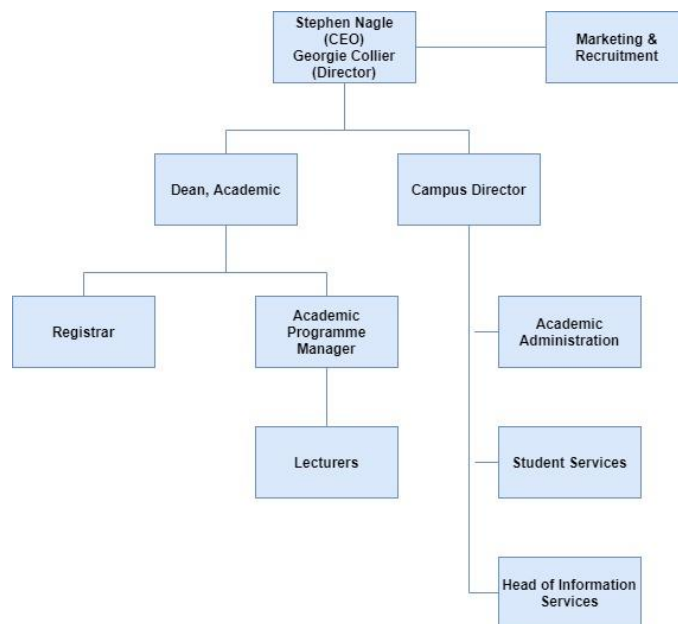 Stephen Nagle
(CEO)
Georgie Collier
(Director)
Marketing &
Recruitment
Dean, Academic
Campus Director
Registrar
Academic
Programme
Manager
Academic
Administration
Lecturers
Student Services
Head of Information
Services